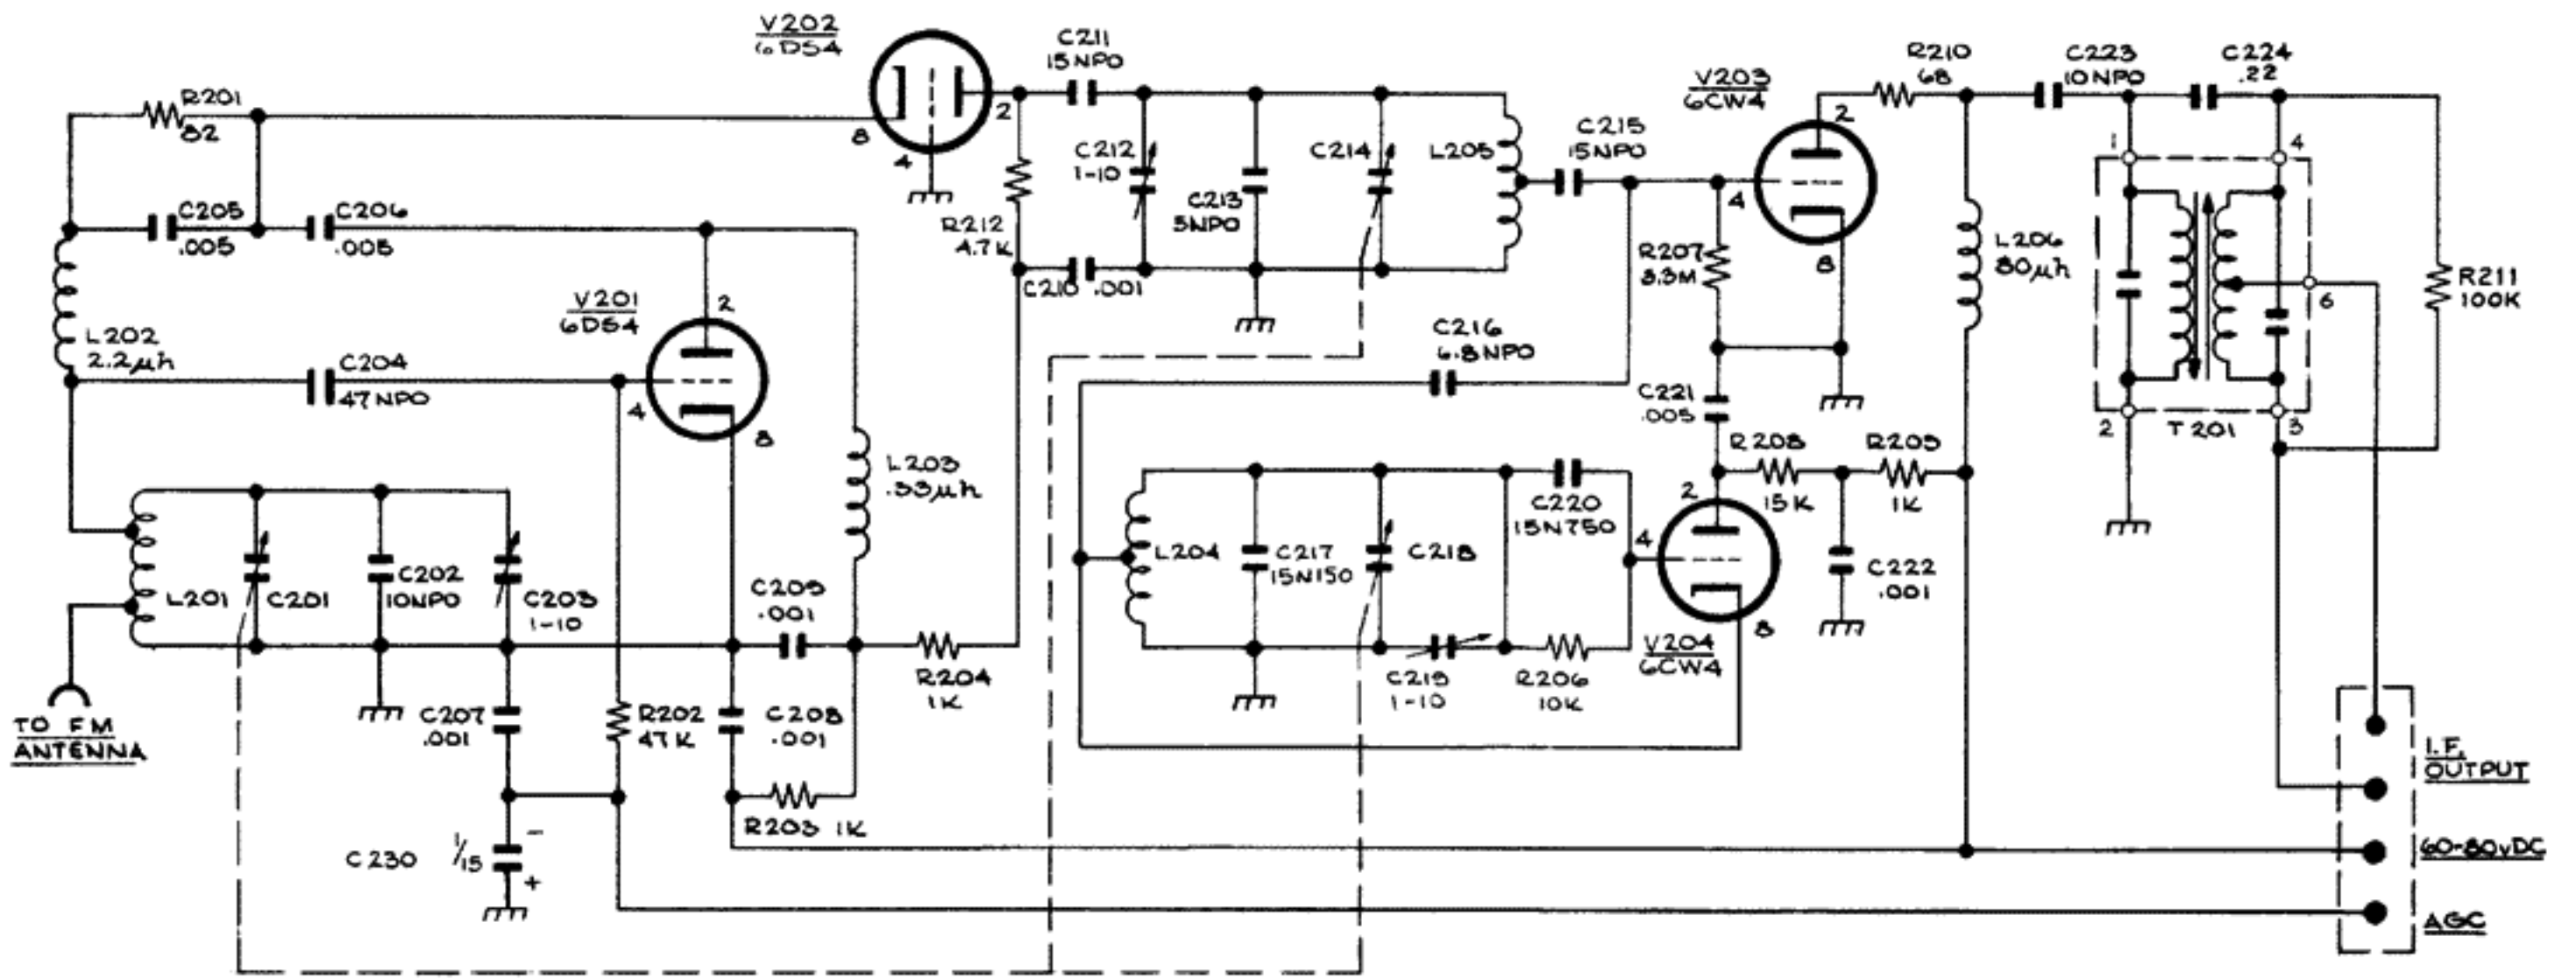 V202
6DS4
C211
15NPO
R210
68
C223
10NPO
C224
.22
V203
6CW4
R201
82
8
2
4
C212
1-10
C213
5NPO
C214
L205
C215
15NPO
2
4
8
1
4
C205
.005
C206
.005
R212
4.7K
C210 .001
R207
3.3M
L206
80µh
6
R211
100K
V201
6DS4
2
4
8
L202
2.2µh
C204
47NPO
C216
6.8NPO
C221
.005
2
T201
3
R208
15K
R209
1K
L203
.33µh
2
C220
15N750
4
L204
C217
15N150
C218
C222
.001
L201
C201
C202
10NPO
C203
1-10
C209
.001
R204
1K
C219
1-10
R206
10K
V204
6CW4
8
TO FM
ANTENNA
C207
.001
R202
47K
C208
.001
I.F.
OUTPUT
R203 1K
C230
1/15
-
+
60-80vDC
AGC